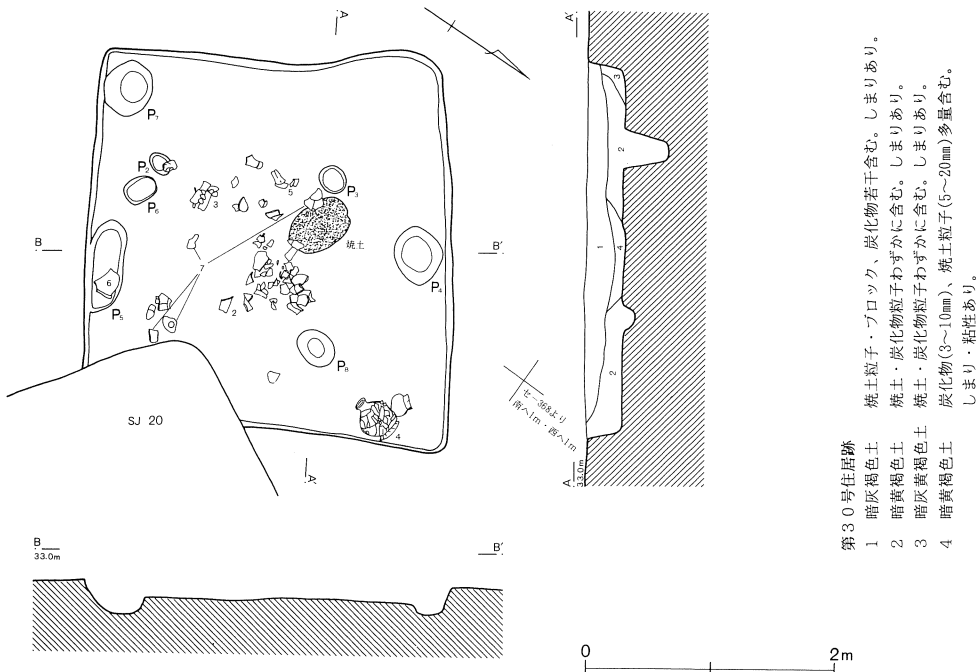 A
A'
P₇
P₂
P₆
3
5
P₃
焼土
B
B'
7
6
P₅
2
P₄
P₈
4
SJ 20
セ−368より
南へ1m・西へ1m
A'
A
33.0m
1
2
3
4
2
B
33.0m
B'
0
2m
第30号住居跡
1 暗灰褐色土 焼土粒子・ブロック、炭化物若干含む。しまりあり。
2 暗黄褐色土 焼土・炭化物粒子わずかに含む。しまりあり。
3 暗灰黄褐色土 焼土・炭化物粒子わずかに含む。しまりあり。
4 暗黄褐色土 炭化物(3~10㎜)、焼土粒子(5~20㎜)多量含む。
しまり・粘性あり。